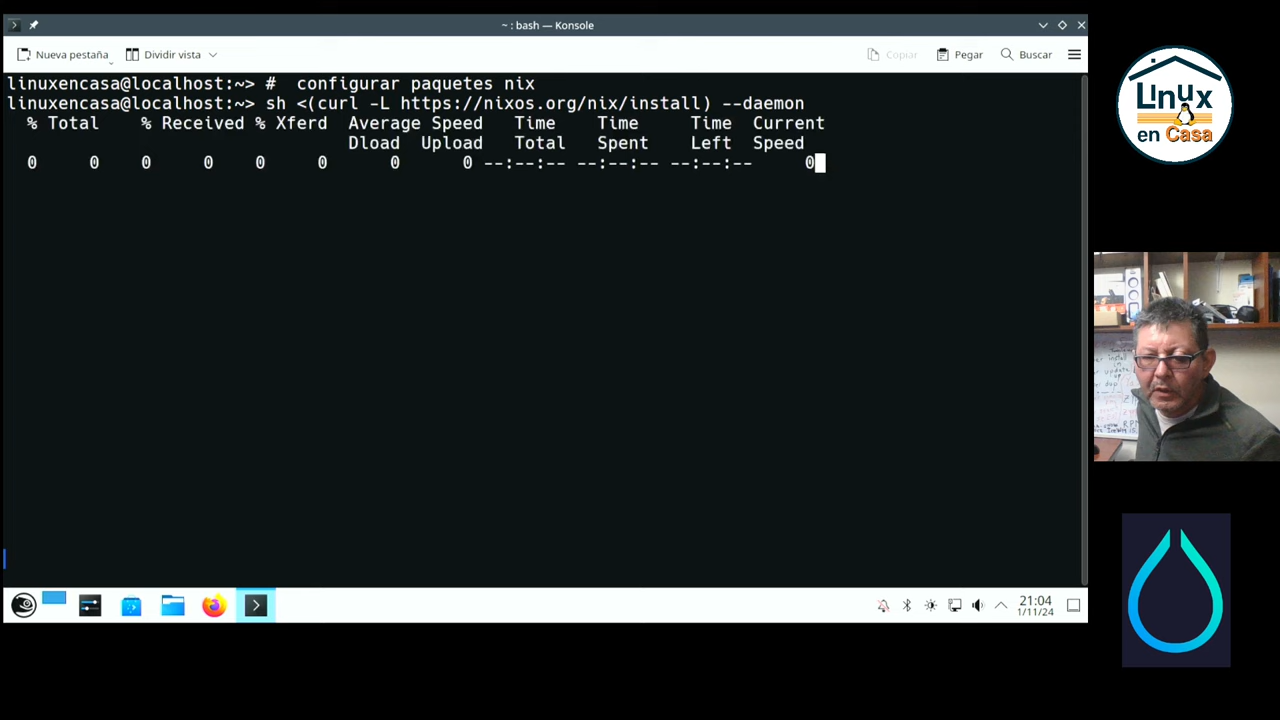 ~ : bash — Konsole
Nueva pestaña
Dividir vista
Copiar
Pegar
Buscar
linuxencasa@localhost:~> #  configurar paquetes nix
linuxencasa@localhost:~> sh <(curl -L https://nixos.org/nix/install) --daemon
% Total % Received % Xferd Average Speed Time Time Time Current
Dload Upload Total Spent Left Speed
0 0 0 0 0 0 0 0 --:--:-- --:--:-- --:--:-- 0
21:04
1/11/24
Linux
en Casa